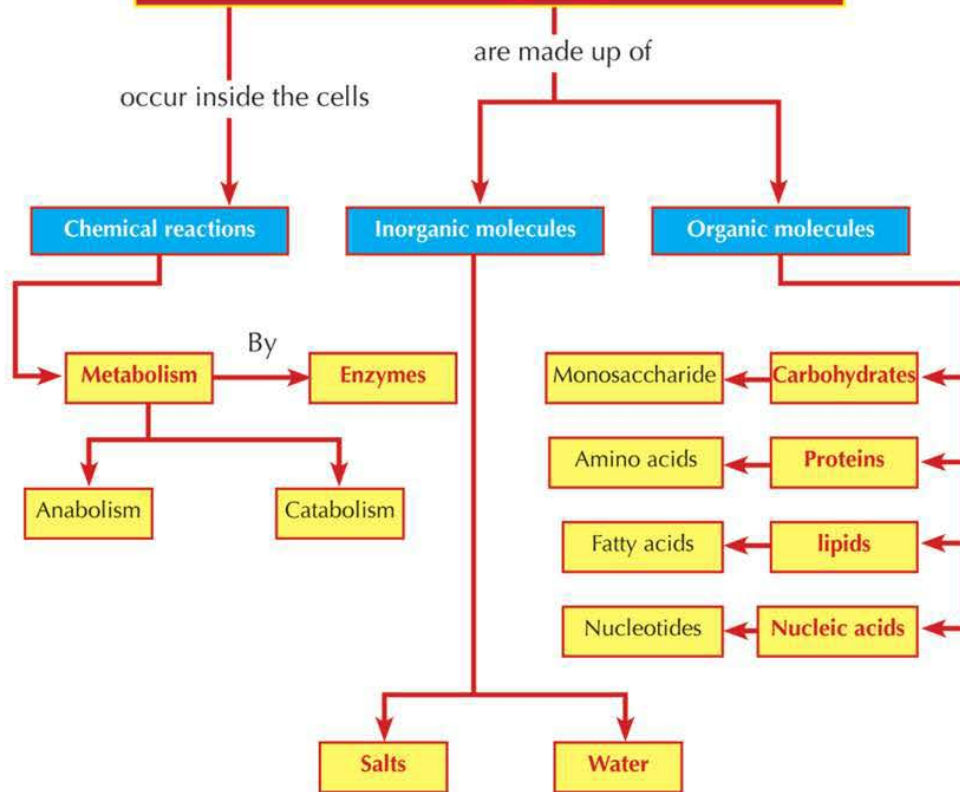 are made up of
occur inside the cells
Chemical reactions
Inorganic molecules
Organic molecules
By
Metabolism
Enzymes
Monosaccharide
Carbohydrates
Amino acids
Proteins
Anabolism
Catabolism
Fatty acids
lipids
Nucleotides
Nucleic acids
Salts
Water